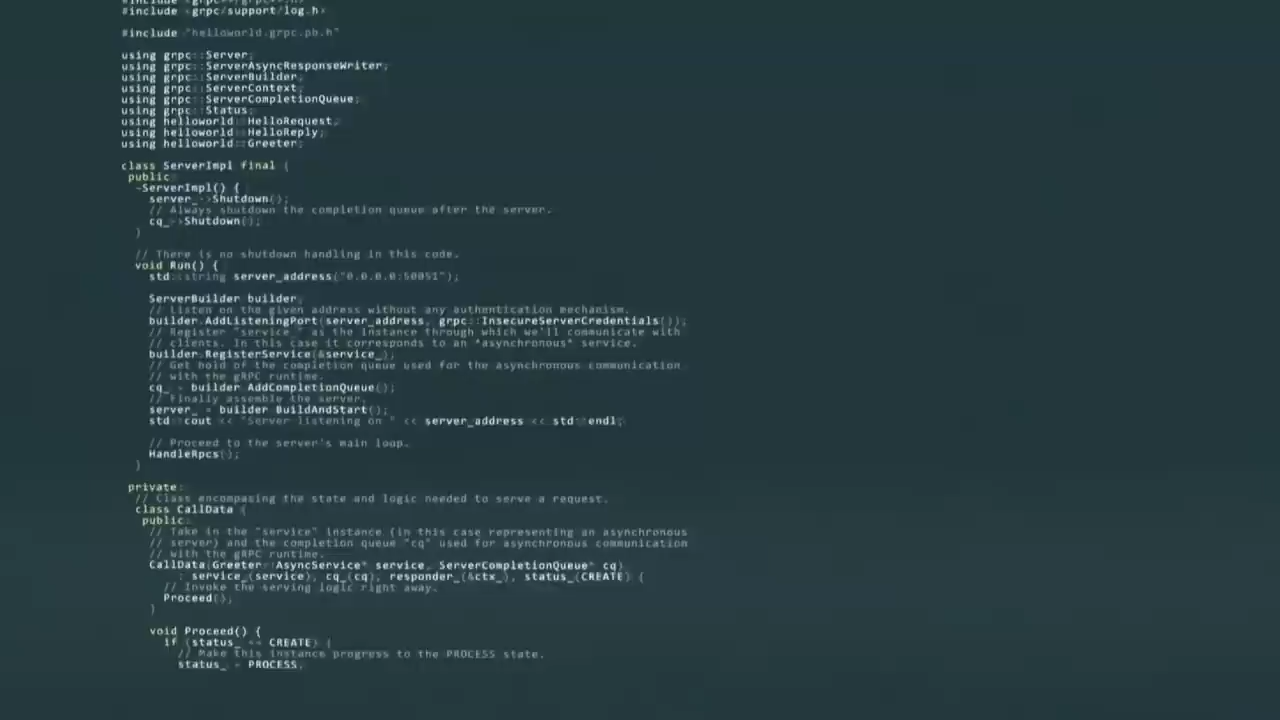 #include <grpc++/grpc++.h>
#include <grpc/support/log.h>
#include "helloworld.grpc.pb.h"
using grpc::Server;
using grpc::ServerAsyncResponseWriter;
using grpc::ServerBuilder;
using grpc::ServerContext;
using grpc::ServerCompletionQueue;
using grpc::Status;
using helloworld::HelloRequest;
using helloworld::HelloReply;
using helloworld::Greeter;
class ServerImpl final {
public:
~ServerImpl() {
server_->Shutdown();
// Always shutdown the completion queue after the server.
cq_->Shutdown();
}
// There is no shutdown handling in this code.
void Run() {
std::string server_address("0.0.0.0:50051");
ServerBuilder builder;
// Listen on the given address without any authentication mechanism.
builder.AddListeningPort(server_address, grpc::InsecureServerCredentials());
// Register "service_" as the instance through which we'll communicate with
// clients. In this case it corresponds to an *asynchronous* service.
builder.RegisterService(&service_);
// Get hold of the completion queue used for the asynchronous communication
// with the gRPC runtime.
cq_ = builder.AddCompletionQueue();
// Finally assemble the server.
server_ = builder.BuildAndStart();
std::cout << "Server listening on " << server_address << std::endl;
// Proceed to the server's main loop.
HandleRpcs();
}
private:
// Class encompasing the state and logic needed to serve a request.
class CallData {
public:
// Take in the "service" instance (in this case representing an asynchronous
// server) and the completion queue "cq" used for asynchronous communication
// with the gRPC runtime.
CallData(Greeter::AsyncService* service, ServerCompletionQueue* cq)
: service_(service), cq_(cq), responder_(&ctx_), status_(CREATE) {
// Invoke the serving logic right away.
Proceed();
}
void Proceed() {
if (status_ == CREATE) {
// Make this instance progress to the PROCESS state.
status_ = PROCESS;